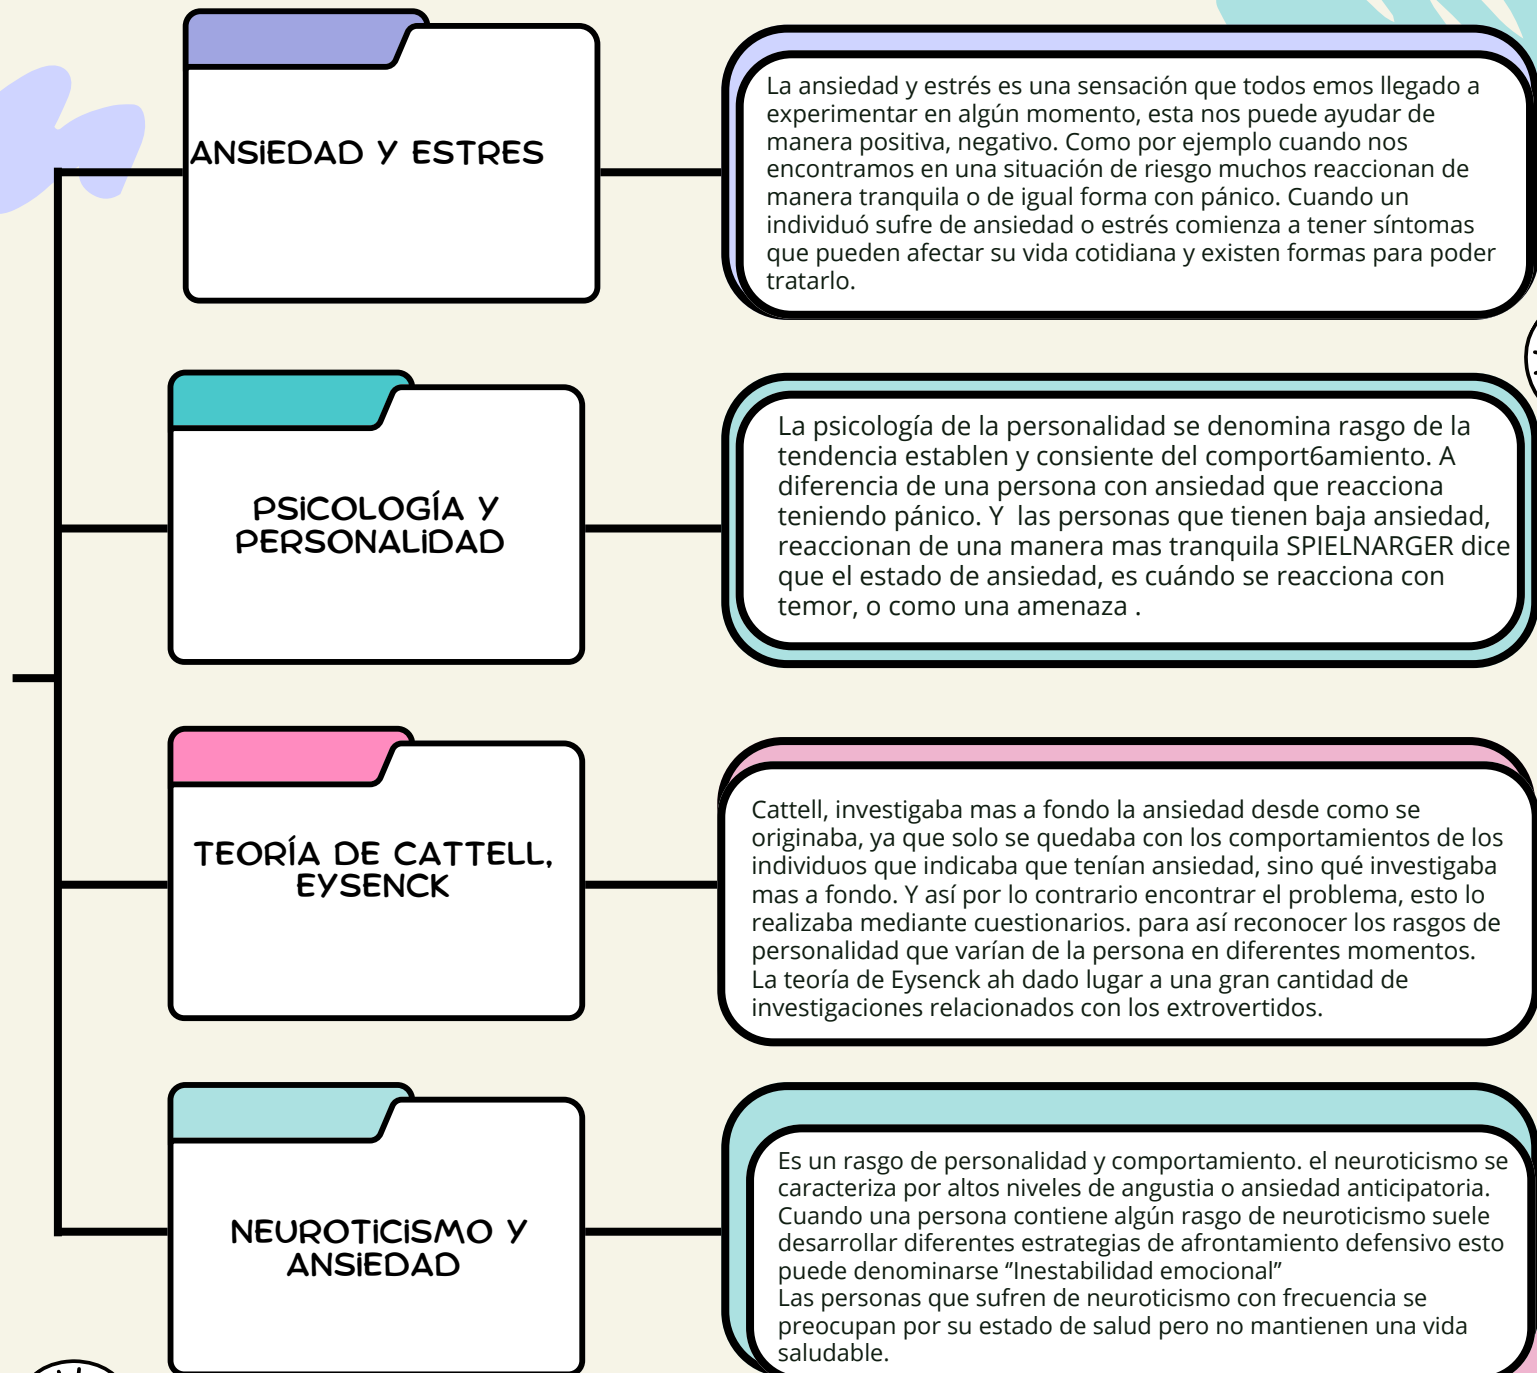 ANSIEDAD Y ESTRES
La ansiedad y estrés es una sensación que todos emos llegado a
experimentar en algún momento, esta nos puede ayudar de
manera positiva, negativo. Como por ejemplo cuando nos
encontramos en una situación de riesgo muchos reaccionan de
manera tranquila o de igual forma con pánico. Cuando un
individuó sufre de ansiedad o estrés comienza a tener síntomas
que pueden afectar su vida cotidiana y existen formas para poder
tratarlo.
PSICOLOGÍA Y
PERSONALIDAD
La psicología de la personalidad se denomina rasgo de la
tendencia establen y consiente del comport6amiento. A
diferencia de una persona con ansiedad que reacciona
teniendo pánico. Y  las personas que tienen baja ansiedad,
reaccionan de una manera mas tranquila SPIELNARGER dice
que el estado de ansiedad, es cuándo se reacciona con
temor, o como una amenaza .
TEORÍA DE CATTELL,
EYSENCK
Cattell, investigaba mas a fondo la ansiedad desde como se
originaba, ya que solo se quedaba con los comportamientos de los
individuos que indicaba que tenían ansiedad, sino qué investigaba
mas a fondo. Y así por lo contrario encontrar el problema, esto lo
realizaba mediante cuestionarios. para así reconocer los rasgos de
personalidad que varían de la persona en diferentes momentos.
La teoría de Eysenck ah dado lugar a una gran cantidad de
investigaciones relacionados con los extrovertidos.
NEUROTICISMO Y
ANSIEDAD
Es un rasgo de personalidad y comportamiento. el neuroticismo se
caracteriza por altos niveles de angustia o ansiedad anticipatoria.
Cuando una persona contiene algún rasgo de neuroticismo suele
desarrollar diferentes estrategias de afrontamiento defensivo esto
puede denominarse “Inestabilidad emocional”
Las personas que sufren de neuroticismo con frecuencia se
preocupan por su estado de salud pero no mantienen una vida
saludable.